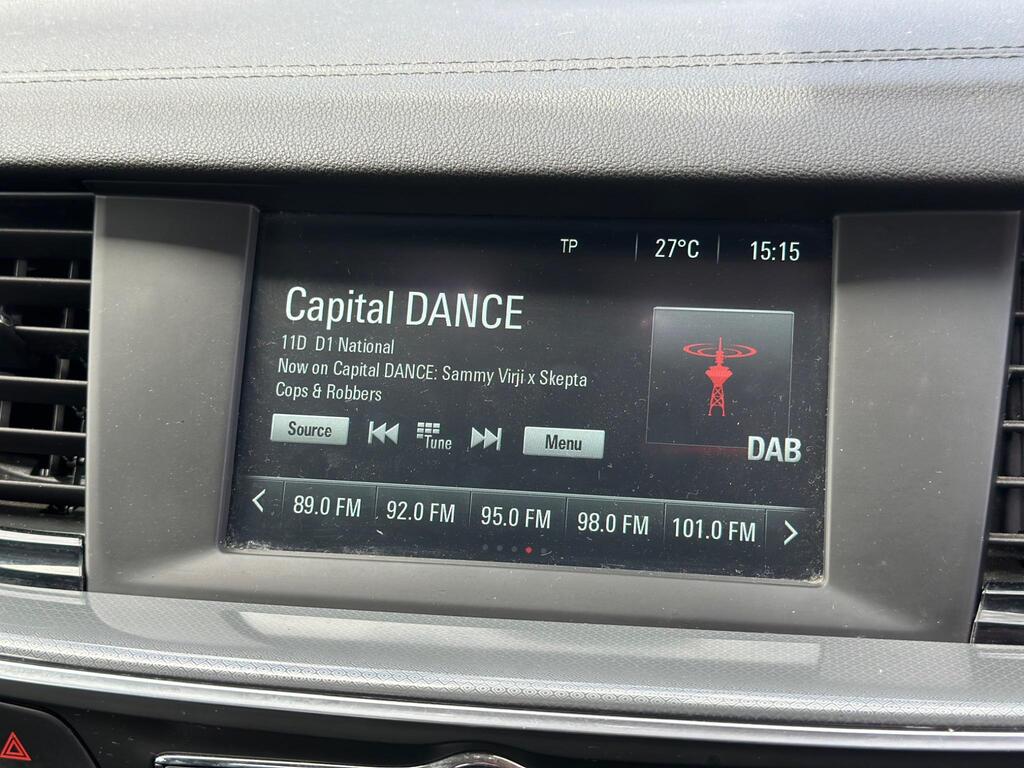 TP 27°C 15:15
Capital DANCE
11D D1 National
Now on Capital DANCE: Sammy Virji x Skepta
Cops & Robbers
Source Tune Menu
DAB
89.0 FM 92.0 FM 95.0 FM 98.0 FM 101.0 FM